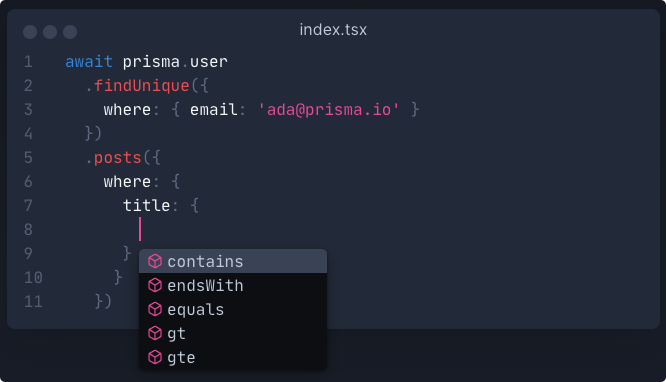 index.tsx
1 await prisma.user
2 .findUnique({
3 where: { email: 'ada@prisma.io' }
4 })
5 .posts({
6 where: {
7 title: {
8
9 }
10 }
11 })
contains
endsWith
equals
gt
gte